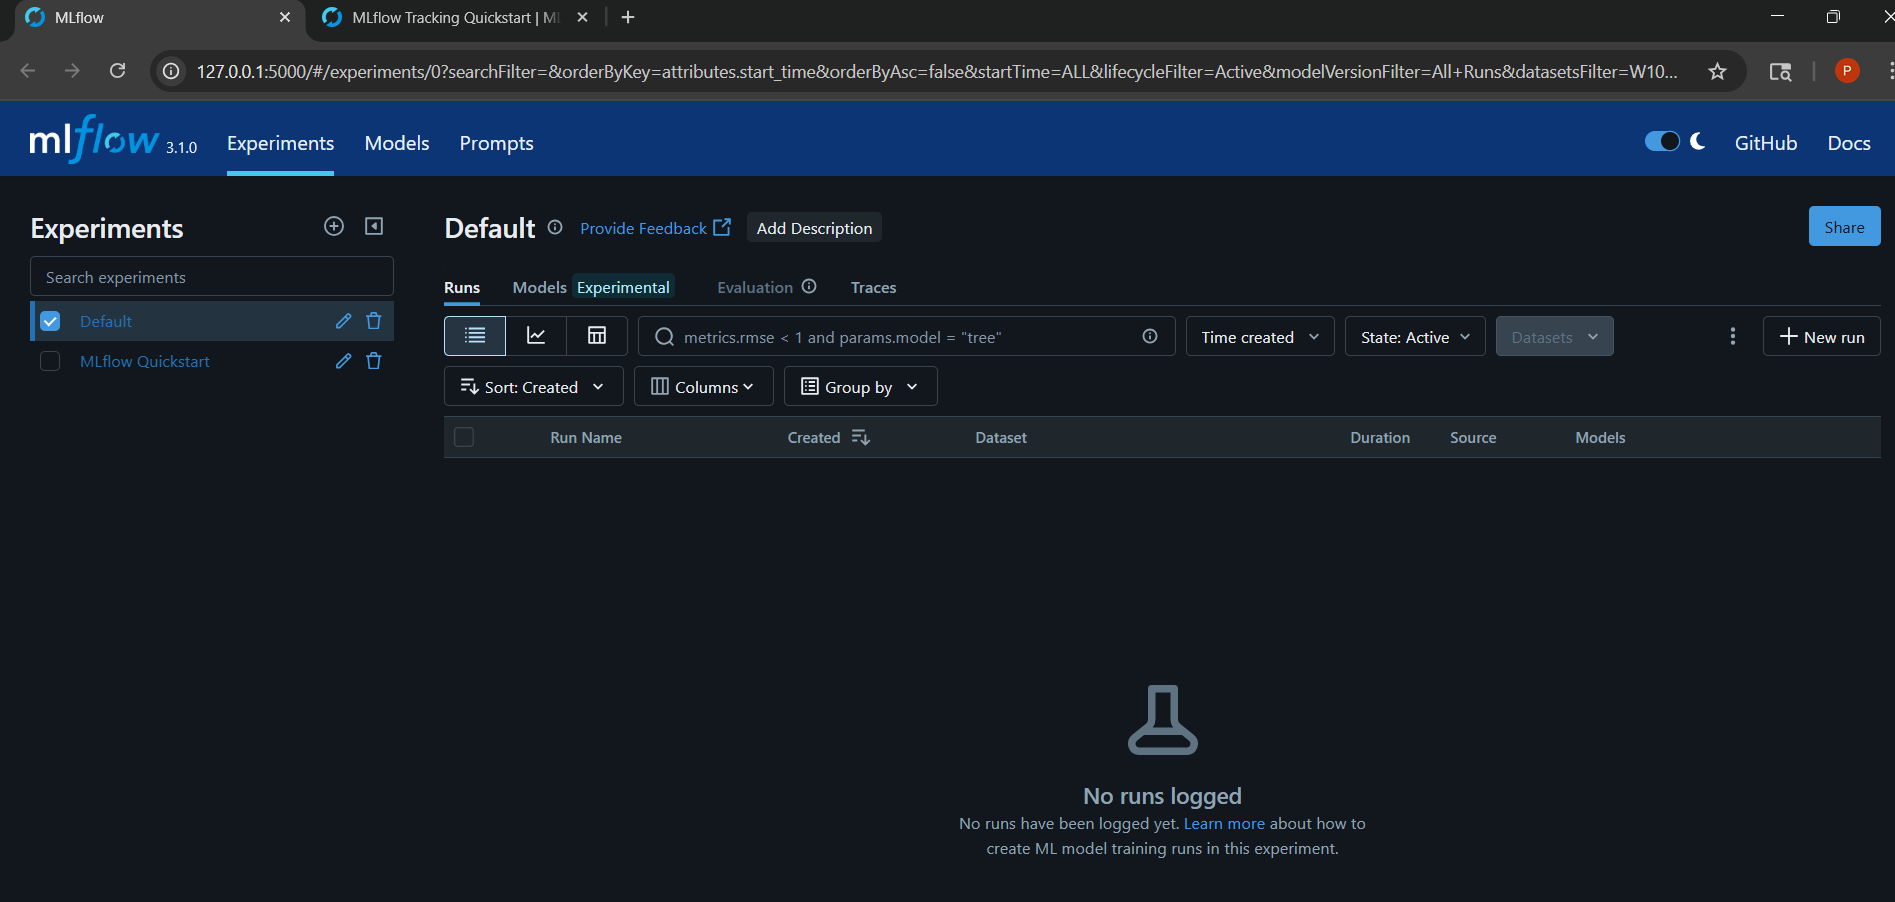 MLflow
MLflow Tracking Quickstart | ML
127.0.0.1:5000/#/experiments/0?searchFilter=&orderByKey=attributes.start_time&orderByAsc=false&startTime=ALL&lifecycleFilter=Active&modelVersionFilter=All+Runs&datasetsFilter=W10...
P
mlflow 3.1.0 Experiments Models Prompts GitHub Docs
Experiments
Search experiments
Default
MLflow Quickstart
Default Provide Feedback Add Description Share
Runs Models Experimental Evaluation Traces
metrics.rmse < 1 and params.model = "tree" Time created State: Active Datasets New run
Sort: Created Columns Group by
Run Name Created Dataset Duration Source Models
No runs logged
No runs have been logged yet. Learn more about how to
create ML model training runs in this experiment.